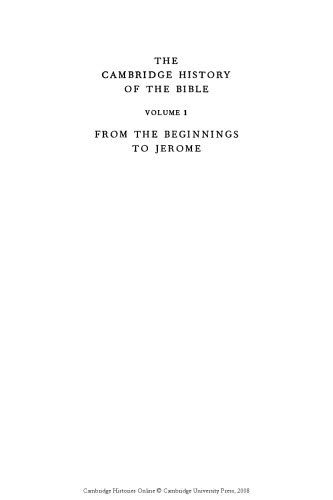 THE
CAMBRIDGE HISTORY
OF THE BIBLE
VOLUME 1
FROM THE BEGINNINGS
TO JEROME
Cambridge Histories Online © Cambridge University Press, 2008